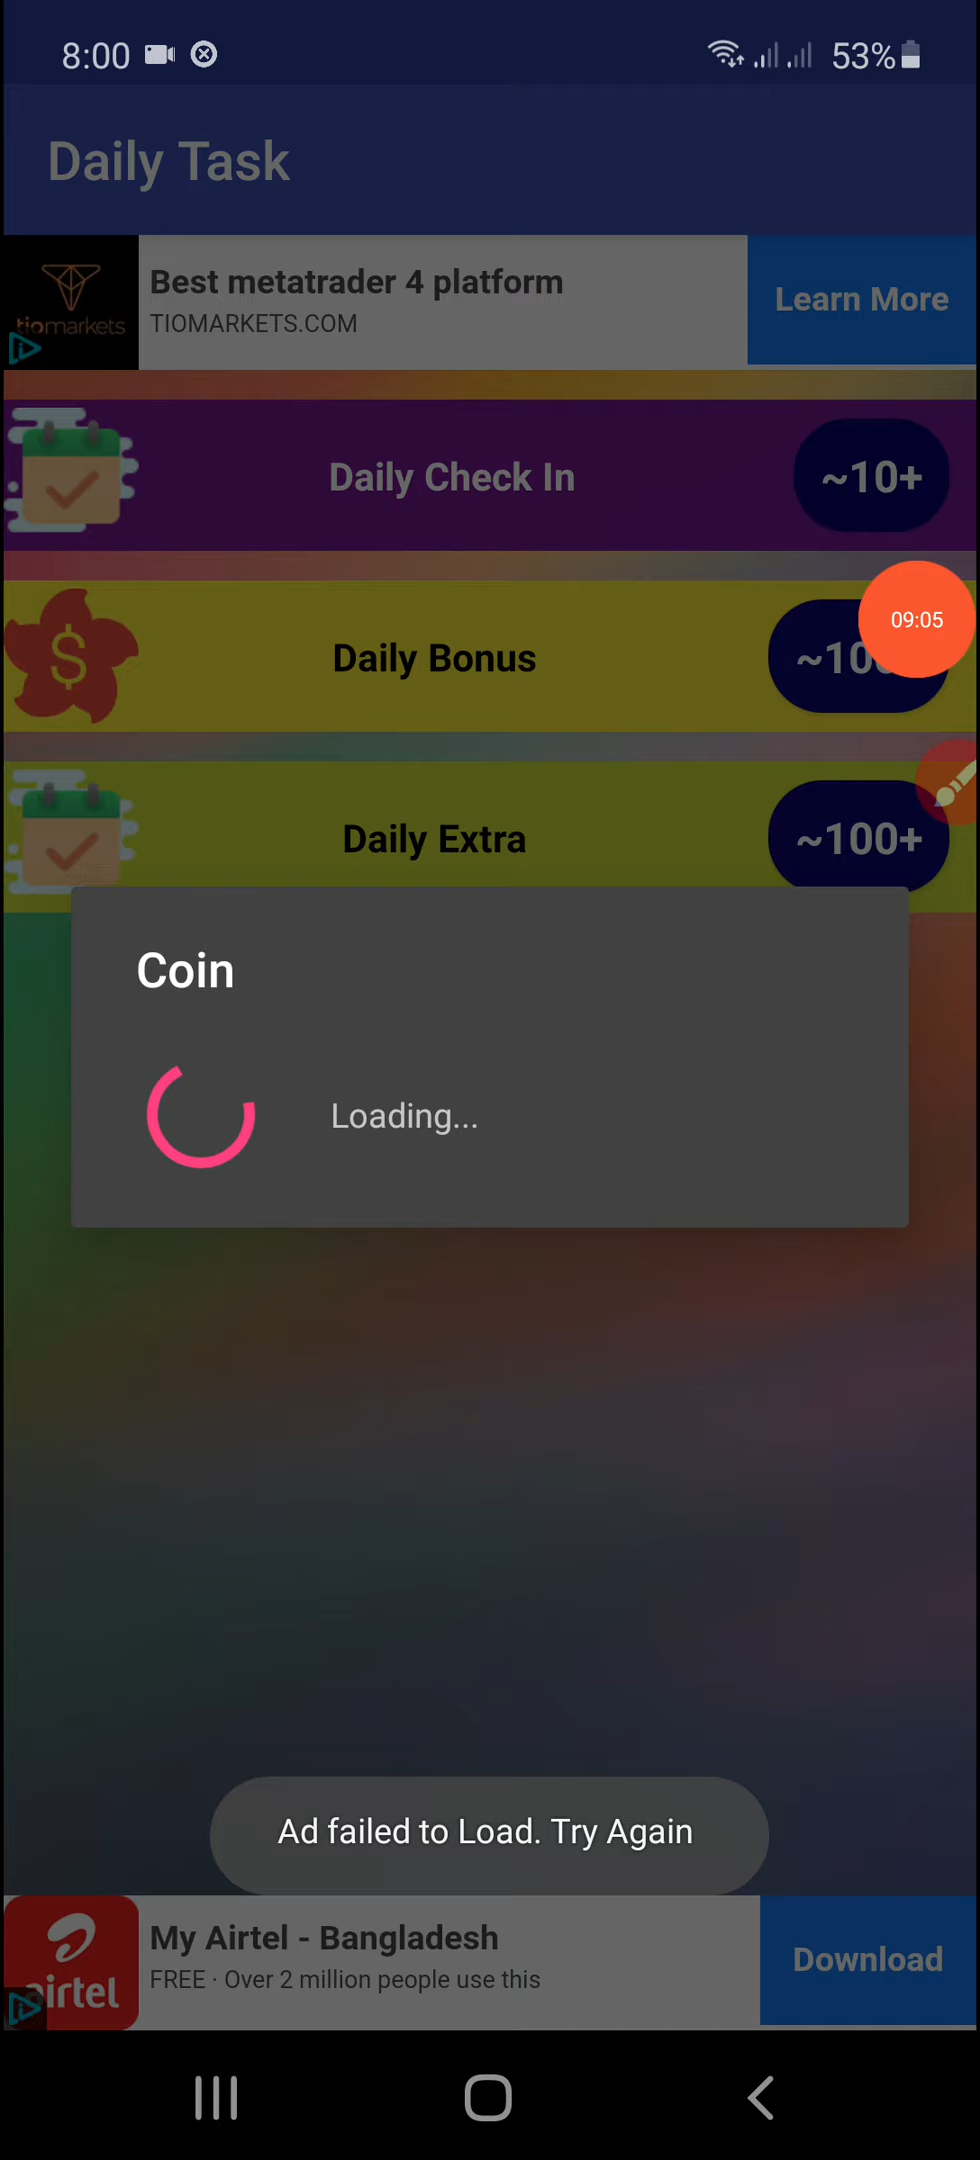 8:00
53%
Daily Task
tiomarkets
Best metatrader 4 platform
TIOMARKETS.COM
Learn More
Daily Check In
~10+
09:05
Daily Bonus
Daily Extra
~100+
Coin
Loading...
Ad failed to Load. Try Again
airtel
My Airtel - Bangladesh
FREE · Over 2 million people use this
Download